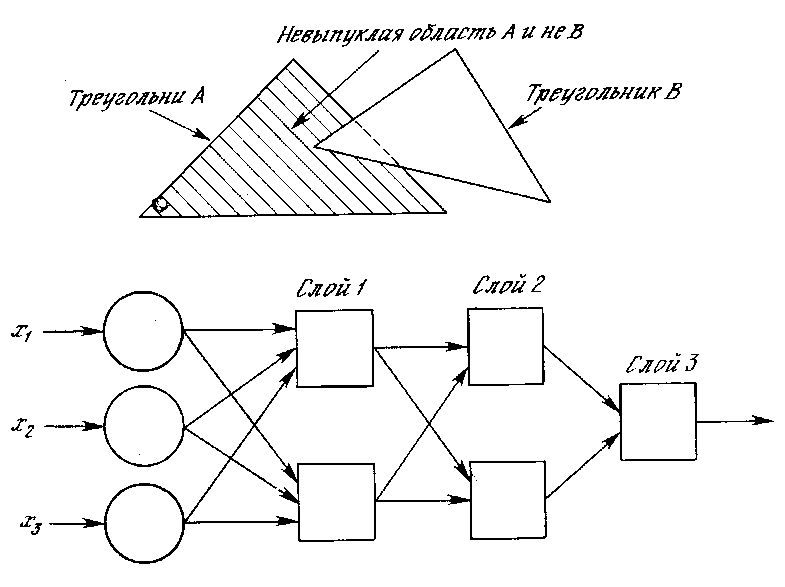 Невыпуклая область А и не В
Треугольни А
Треугольник В
Слой 1
Слой 2
Слой 3
x₁
x₂
x₃